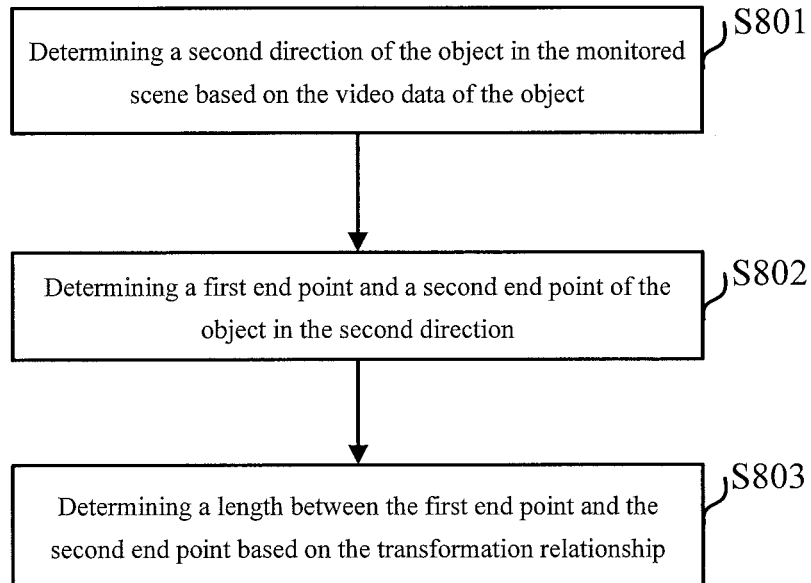 S801
Determining a second direction of the object in the monitored
scene based on the video data of the object
S802
Determining a first end point and a second end point of the
object in the second direction
S803
Determining a length between the first end point and the
second end point based on the transformation relationship